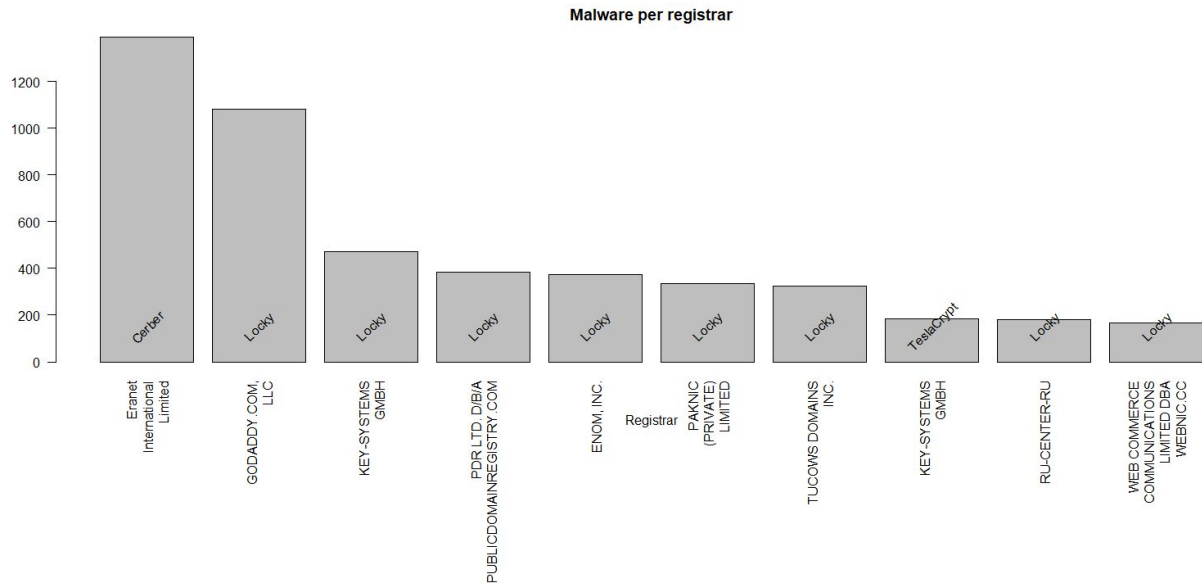 Malware per registrar
1200
1000
800
600
400
200
0
Cerber
Locky
Locky
Locky
Locky
Locky
Locky
TeslaCrypt
Locky
Locky
Eranet
International
Limited
GODADDY.COM,
LLC
KEY-SYSTEMS
GMBH
PDR LTD. D/B/A
PUBLICDOMAINREGISTRY.COM
ENOM, INC.
PAKNIC
(PRIVATE)
LIMITED
TUCOWS DOMAINS
INC.
KEY-SYSTEMS
GMBH
RU-CENTER-RU
WEB COMMERCE
COMMUNICATIONS
LIMITED DBA
WEBNIC.CC
Registrar